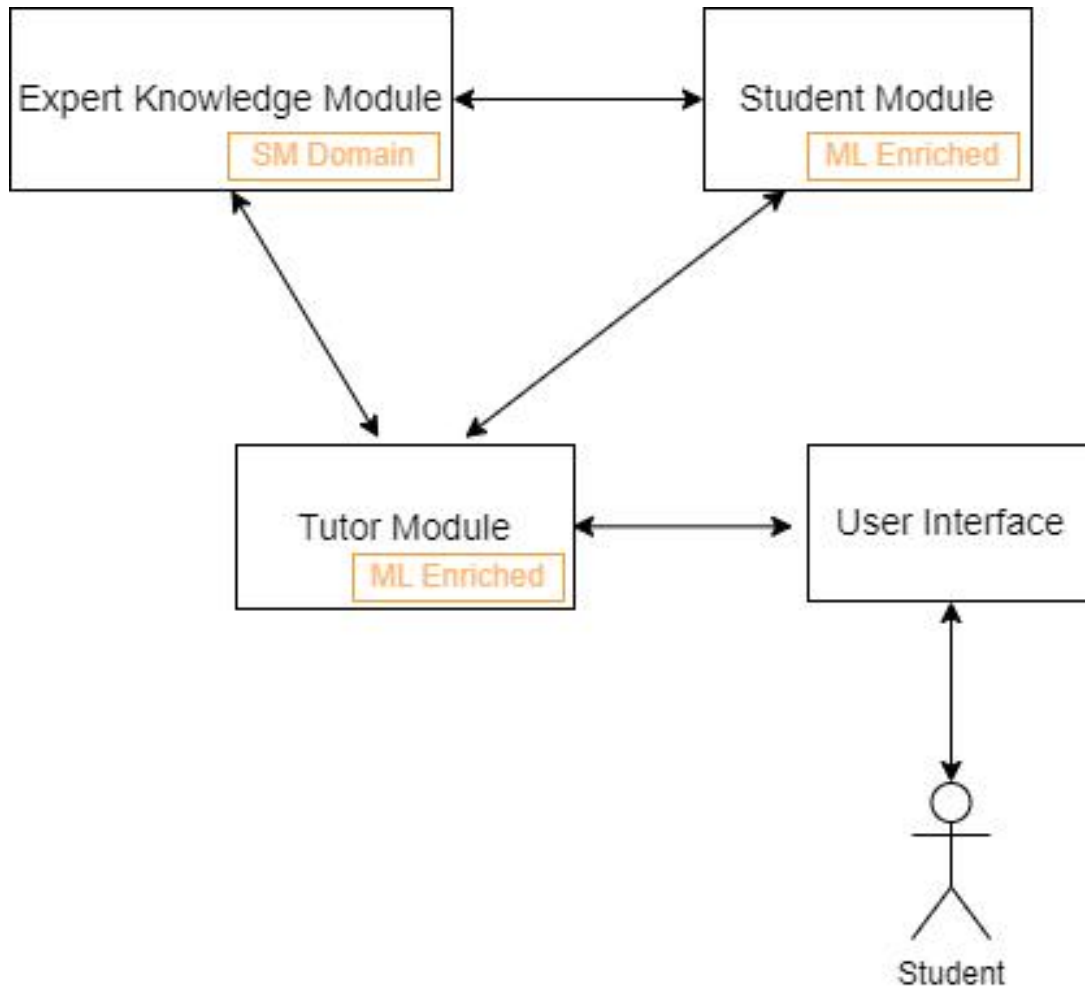 Expert Knowledge Module
SM Domain
Student Module
ML Enriched
Tutor Module
ML Enriched
User Interface
Student